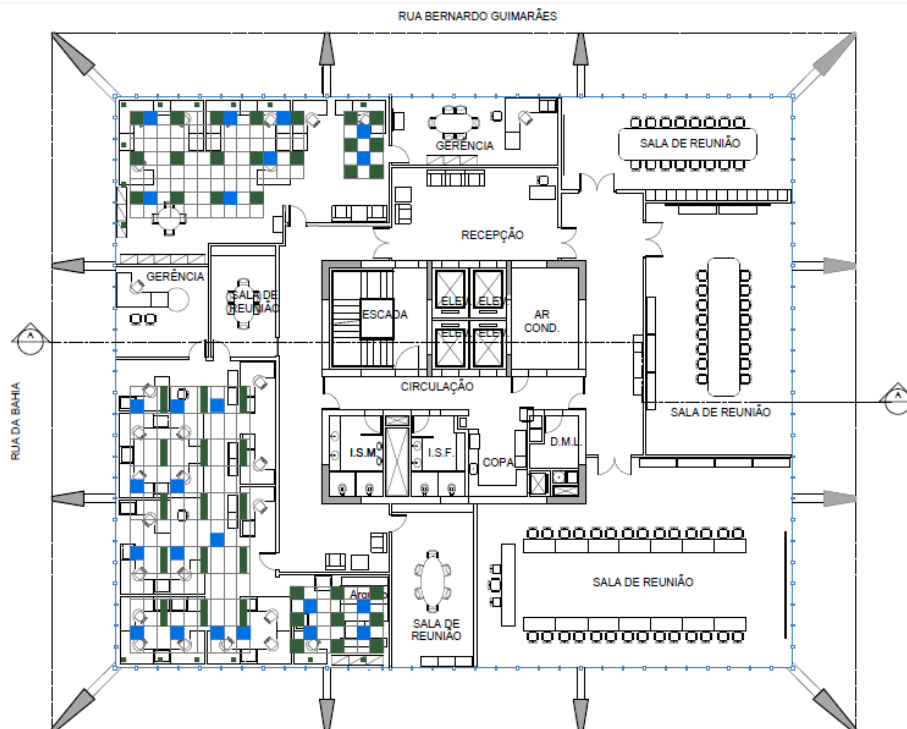 RUA BERNARDO GUIMARÃES
SALA DE REUNIÃO
GERÊNCIA
RECEPÇÃO
GERÊNCIA
SALA DE
REUNIÃO
ESCADA
ELEV.
ELEV.
AR
COND.
ELEV.
ELEV.
A
CIRCULAÇÃO
A
SALA DE REUNIÃO
RUA DA BAHIA
I.S.M.
I.S.F.
COPA
D.M.L.
SALA DE REUNIÃO
SALA DE
REUNIÃO